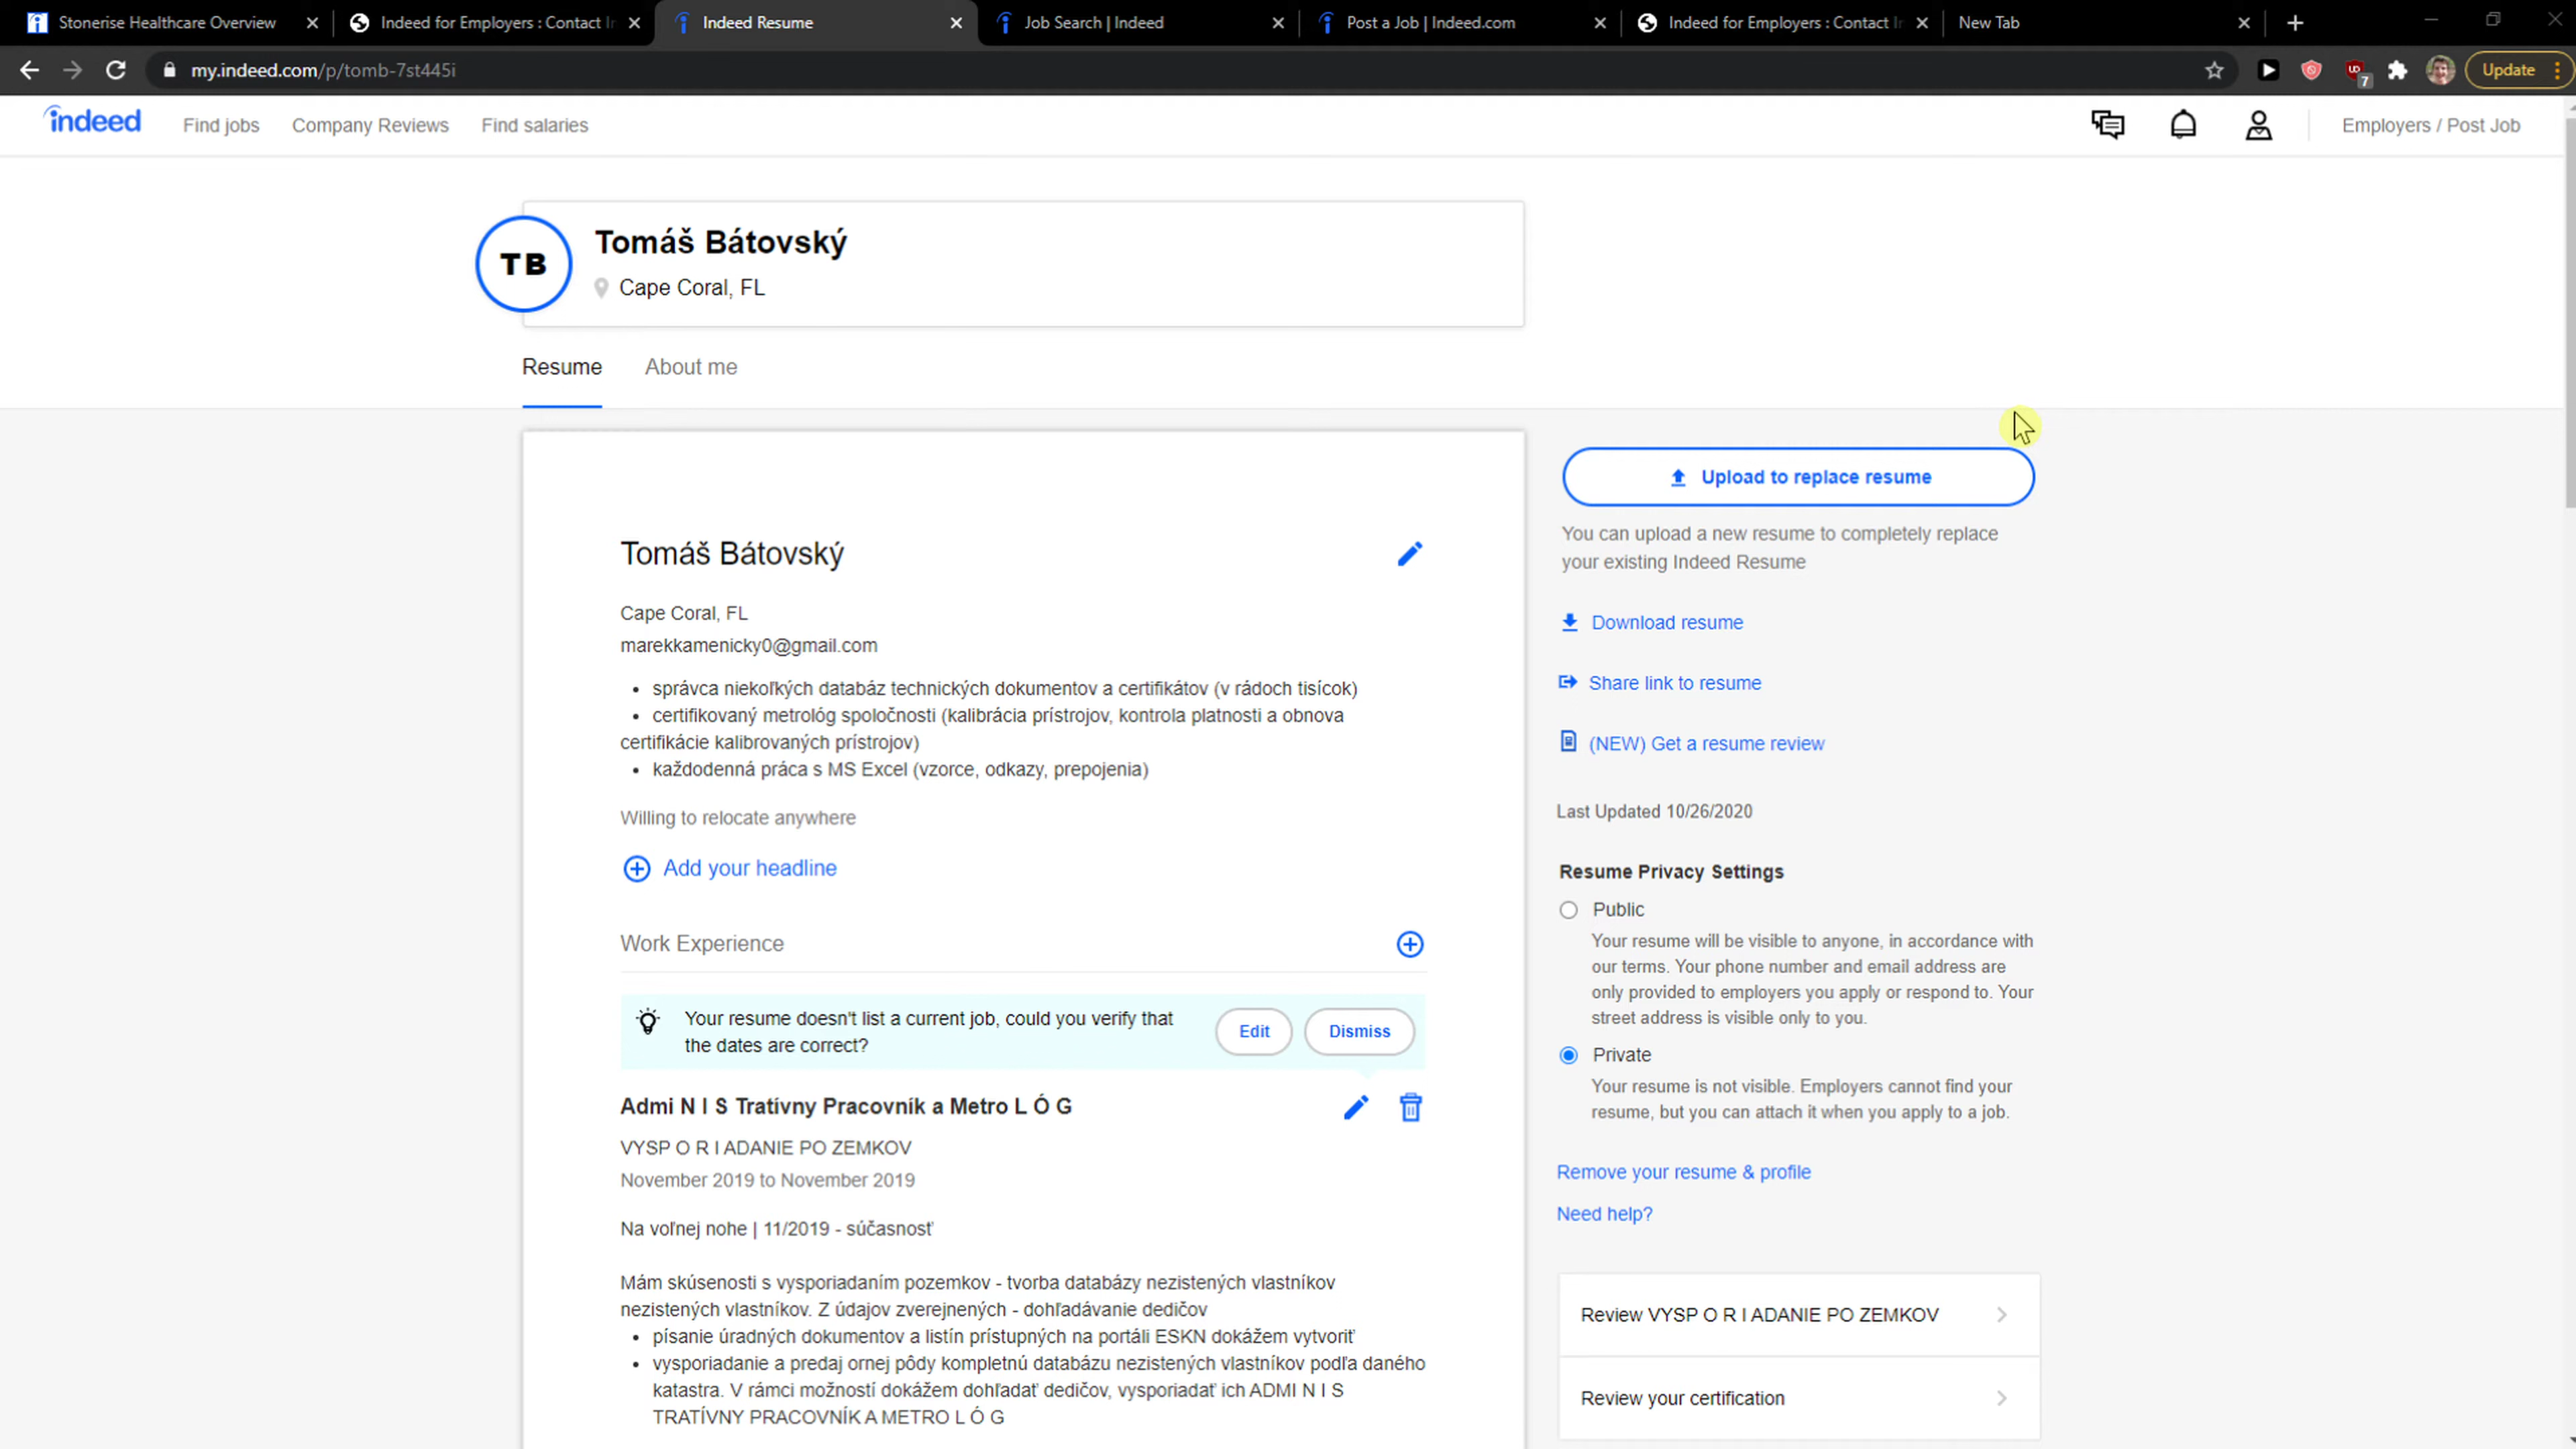 Stonerise Healthcare Overview
Indeed for Employers : Contact In
Indeed Resume
Job Search | Indeed
Post a Job | Indeed.com
Indeed for Employers : Contact In
New Tab
my.indeed.com/p/tomb-7st445i
7
Update
indeed
Find jobs
Company Reviews
Find salaries
Employers / Post Job
TB
Tomáš Bátovský
Cape Coral, FL
Resume
About me
Upload to replace resume
You can upload a new resume to completely replace
your existing Indeed Resume
Download resume
Share link to resume
(NEW) Get a resume review
Last Updated 10/26/2020
Resume Privacy Settings
Public
Your resume will be visible to anyone, in accordance with
our terms. Your phone number and email address are
only provided to employers you apply or respond to. Your
street address is visible only to you.
Private
Your resume is not visible. Employers cannot find your
resume, but you can attach it when you apply to a job.
Remove your resume & profile
Need help?
Review VYSP O R I ADANIE PO ZEMKOV
Review your certification
Tomáš Bátovský
Cape Coral, FL
marekkamenicky0@gmail.com
• správca niekoľkých databáz technických dokumentov a certifikátov (v rádoch tisícok)
• certifikovaný metrológ spoločnosti (kalibrácia prístrojov, kontrola platnosti a obnova
certifikácie kalibrovaných prístrojov)
• každodenná práca s MS Excel (vzorce, odkazy, prepojenia)
Willing to relocate anywhere
Add your headline
Work Experience
Your resume doesn't list a current job, could you verify that
the dates are correct?
Edit
Dismiss
Admi N I S Tratívny Pracovník a Metro L Ó G
VYSP O R I ADANIE PO ZEMKOV
November 2019 to November 2019
Na voľnej nohe | 11/2019 - súčasnosť
Mám skúsenosti s vysporiadaním pozemkov - tvorba databázy nezistených vlastníkov
nezistených vlastníkov. Z údajov zverejnených - dohľadávanie dedičov
• písanie úradných dokumentov a listín prístupných na portáli ESKN dokážem vytvoriť
• vysporiadanie a predaj ornej pôdy kompletnú databázu nezistených vlastníkov podľa daného
katastra. V rámci možností dokážem dohľadať dedičov, vysporiadať ich ADMI N I S
TRATÍVNY PRACOVNÍK A METRO L Ó G